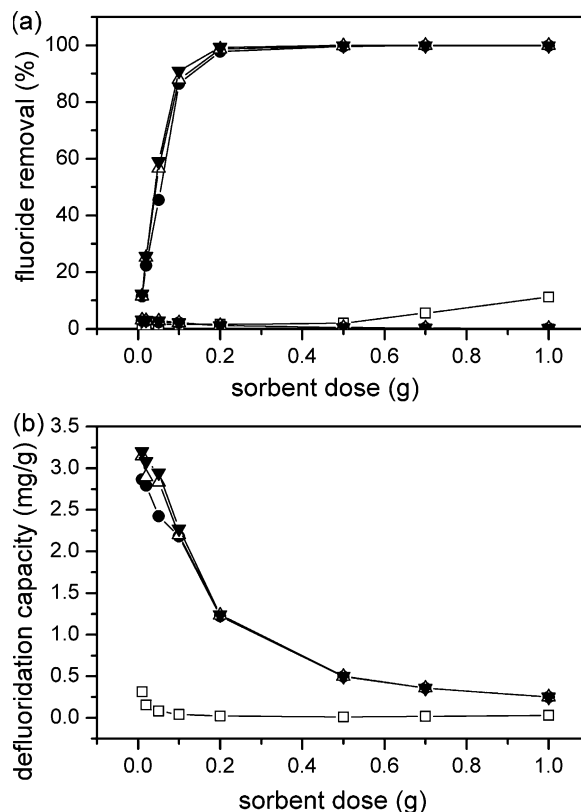 (a)
fluoride removal (%)
100
80
60
40
20
0
0.0 0.2 0.4 0.6 0.8 1.0
sorbent dose (g)
(b)
defluoridation capacity (mg/g)
3.5
3.0
2.5
2.0
1.5
1.0
0.5
0.0
0.0 0.2 0.4 0.6 0.8 1.0
sorbent dose (g)